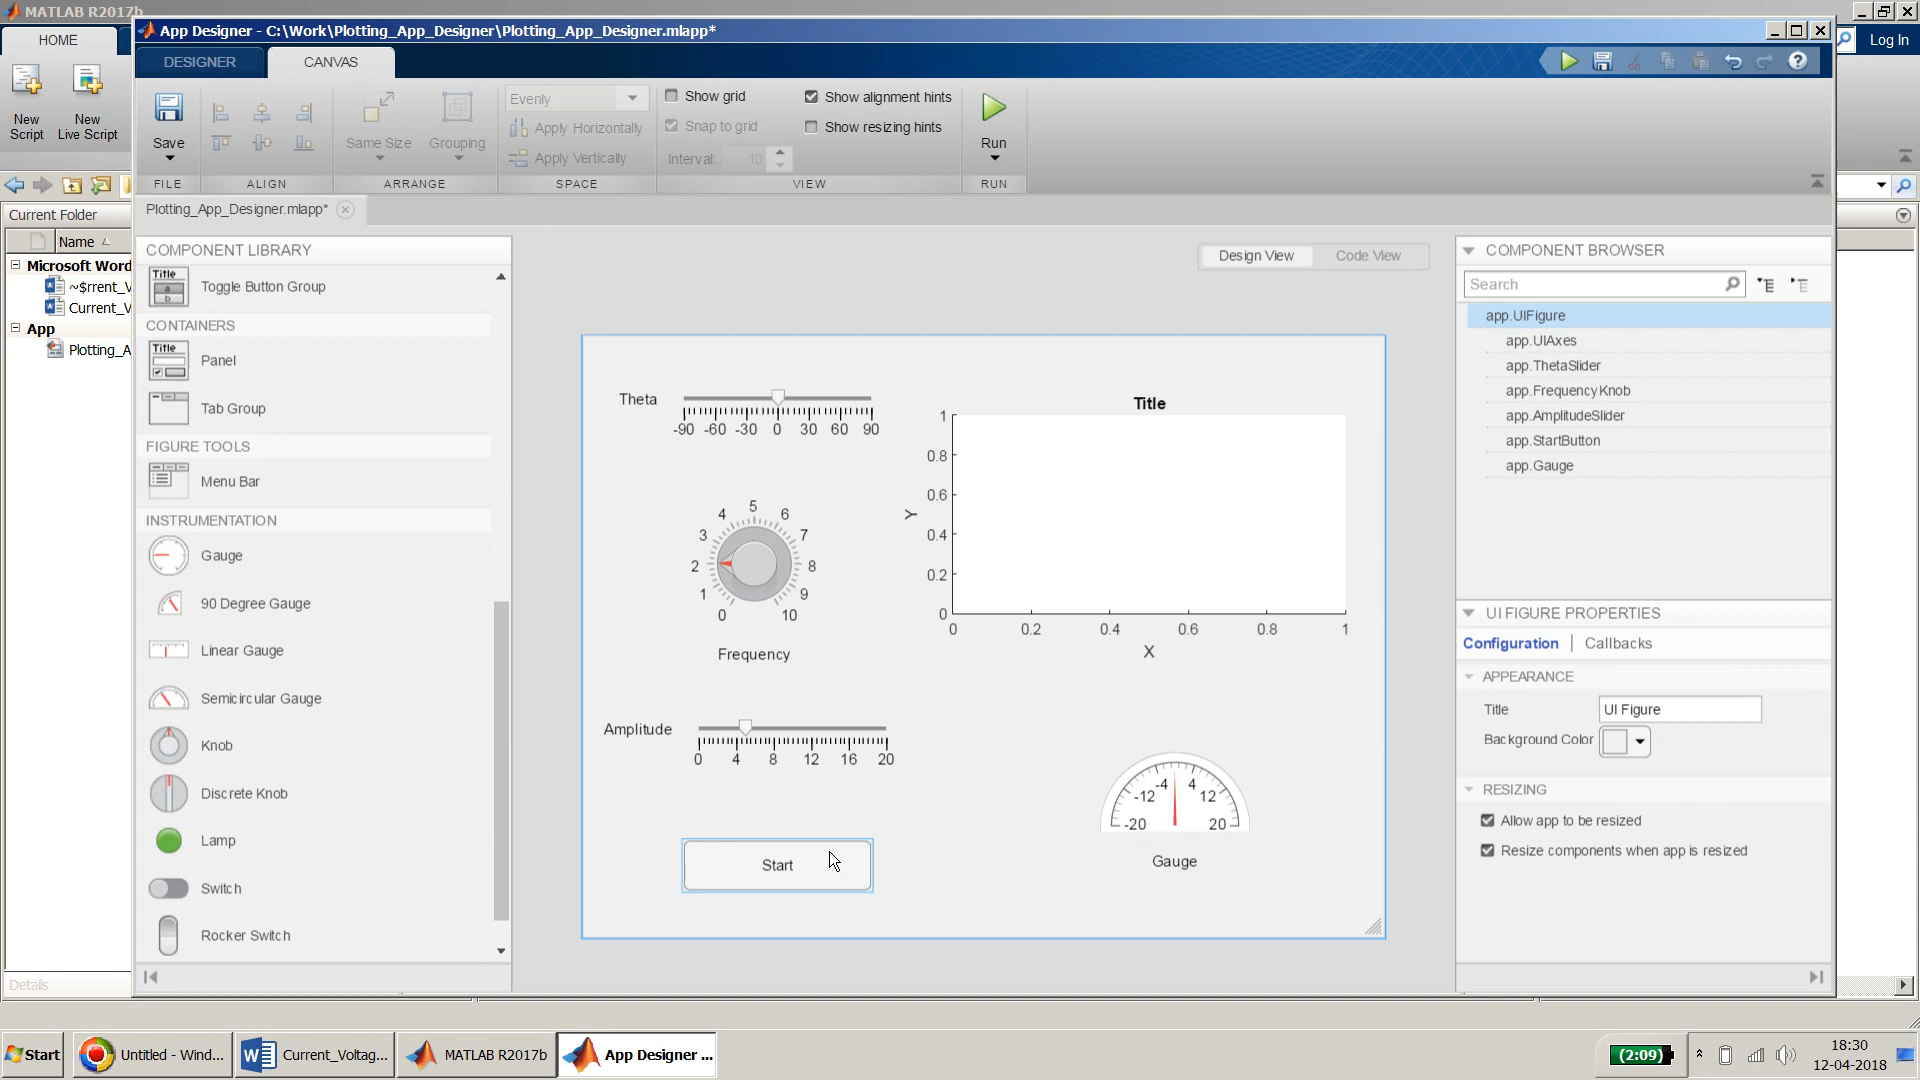 MATLAB R2017b
App Designer - C:\Work\Plotting_App_Designer\Plotting_App_Designer.mlapp*
HOME
DESIGNER
CANVAS
Log In
New
Script
New
Live Script
Save
Same Size
Grouping
Evenly
Apply Horizontally
Apply Vertically
Show grid
Snap to grid
Interval: 10
Show alignment hints
Show resizing hints
Run
FILE
ALIGN
ARRANGE
SPACE
VIEW
RUN
Plotting_App_Designer.mlapp*
Current Folder
Name
Microsoft Word
~$rrent_V
Current_V
App
Plotting_A
Details
COMPONENT LIBRARY
Title
a
b
Toggle Button Group
CONTAINERS
Title
Panel
Tab Group
FIGURE TOOLS
Menu Bar
INSTRUMENTATION
Gauge
90 Degree Gauge
Linear Gauge
Semicircular Gauge
Knob
Discrete Knob
Lamp
Switch
Rocker Switch
Design View
Code View
Theta
-90 -60 -30 0 30 60 90
0 1 2 3 4 5 6 7 8 9 10
Frequency
Amplitude
0 4 8 12 16 20
Start
Title
1
0.8
0.6
0.4
0.2
0
Y
0 0.2 0.4 0.6 0.8 1
X
-20 -12 -4 4 12 20
Gauge
COMPONENT BROWSER
Search
app.UIFigure
app.UIAxes
app.ThetaSlider
app.FrequencyKnob
app.AmplitudeSlider
app.StartButton
app.Gauge
UI FIGURE PROPERTIES
Configuration | Callbacks
APPEARANCE
Title
UI Figure
Background Color
RESIZING
Allow app to be resized
Resize components when app is resized
Start
Untitled - Wind...
Current_Voltag...
MATLAB R2017b
App Designer ...
(2:09)
18:30
12-04-2018